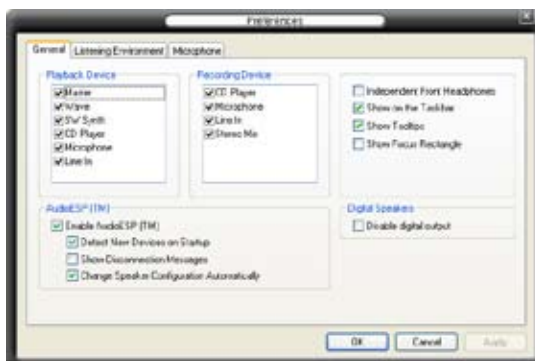 Preferences
General
Listening Environment
Microphone
Playback Device
Master
Wave
SW Synth
CD Player
Microphone
Line In
Recording Device
CD Player
Microphone
Line In
Stereo Mix
Independent Front Headphones
Show on the Taskbar
Show Tooltips
Show Focus Rectangle
AudioESP (TM)
Enable AudioESP (TM)
Detect New Devices on Startup
Show Disconnection Messages
Change Speaker Configuration Automatically
Digital Speakers
Disable digital output
OK
Cancel
Apply